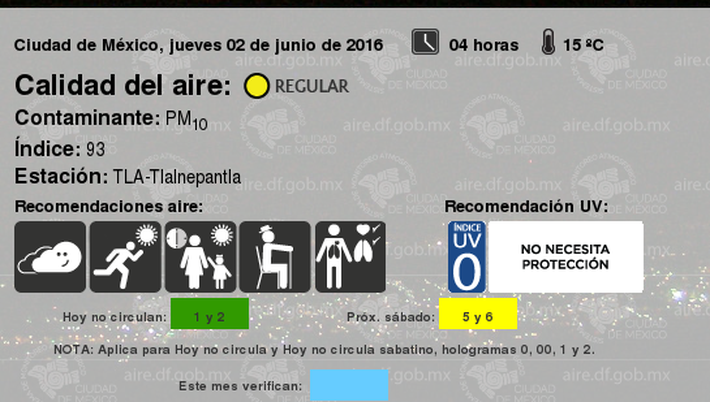 Ciudad de México, jueves 02 de junio de 2016 04 horas 15 ºC
Calidad del aire: REGULAR
Contaminante: PM10
Índice: 93
Estación: TLA-Tlalnepantla
Recomendaciones aire: Recomendación UV:
ÍNDICE
UV
0
NO NECESITA
PROTECCIÓN
Hoy no circulan: 1 y 2 Próx. sábado: 5 y 6
NOTA: Aplica para Hoy no circula y Hoy no circula sabatino, hologramas 0, 00, 1 y 2.
Este mes verifican:
aire.df.gob.mx
CIUDAD
DE MÉXICO